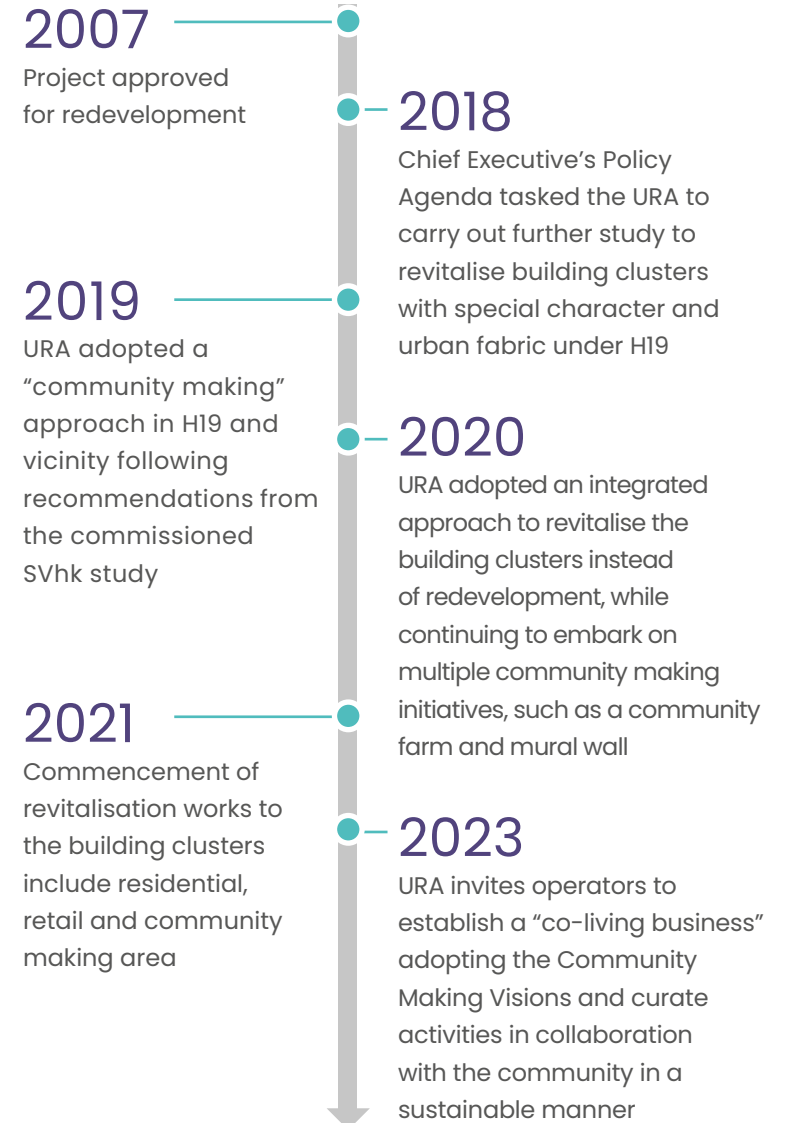 2007
Project approved
for redevelopment
2018
Chief Executive’s Policy
Agenda tasked the URA to
carry out further study to
revitalise building clusters
with special character and
urban fabric under H19
2019
URA adopted a
“community making”
approach in H19 and
vicinity following
recommendations from
the commissioned
SVhk study
2020
URA adopted an integrated
approach to revitalise the
building clusters instead
of redevelopment, while
continuing to embark on
multiple community making
initiatives, such as a community
farm and mural wall
2021
Commencement of
revitalisation works to
the building clusters
include residential,
retail and community
making area
2023
URA invites operators to
establish a “co-living business”
adopting the Community
Making Visions and curate
activities in collaboration
with the community in a
sustainable manner